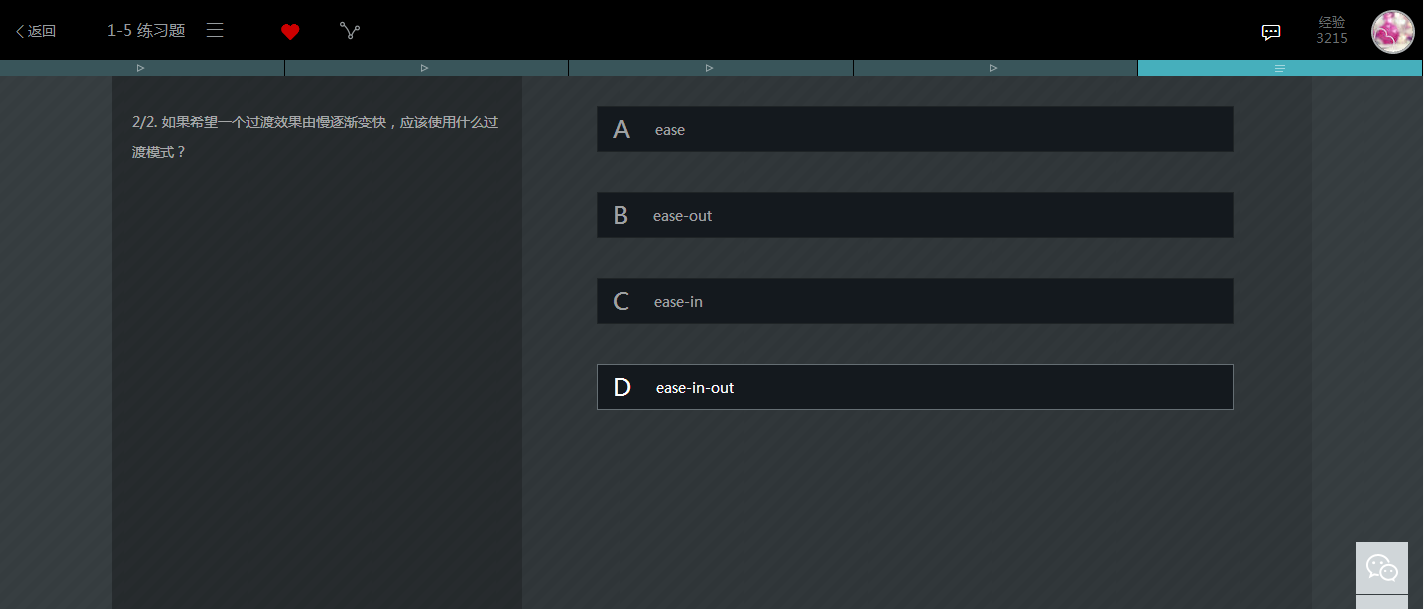 返回
1-5 练习题
经验
3215
2/2. 如果希望一个过渡效果由慢逐渐变快，应该使用什么过
渡模式？
A ease
B ease-out
C ease-in
D ease-in-out